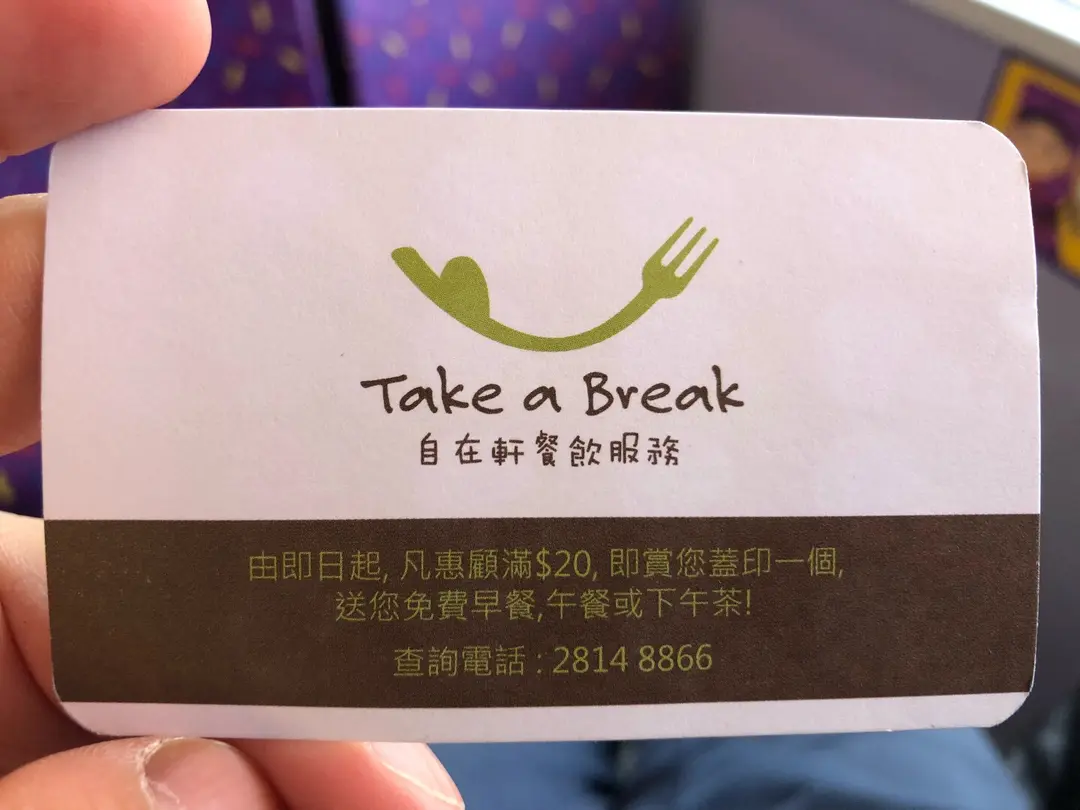 Take a Break
自在軒餐飲服務
由即日起, 凡惠顧滿$20, 即賞您蓋印一個,
送您免費早餐,午餐或下午茶!
查詢電話 : 2814 8866